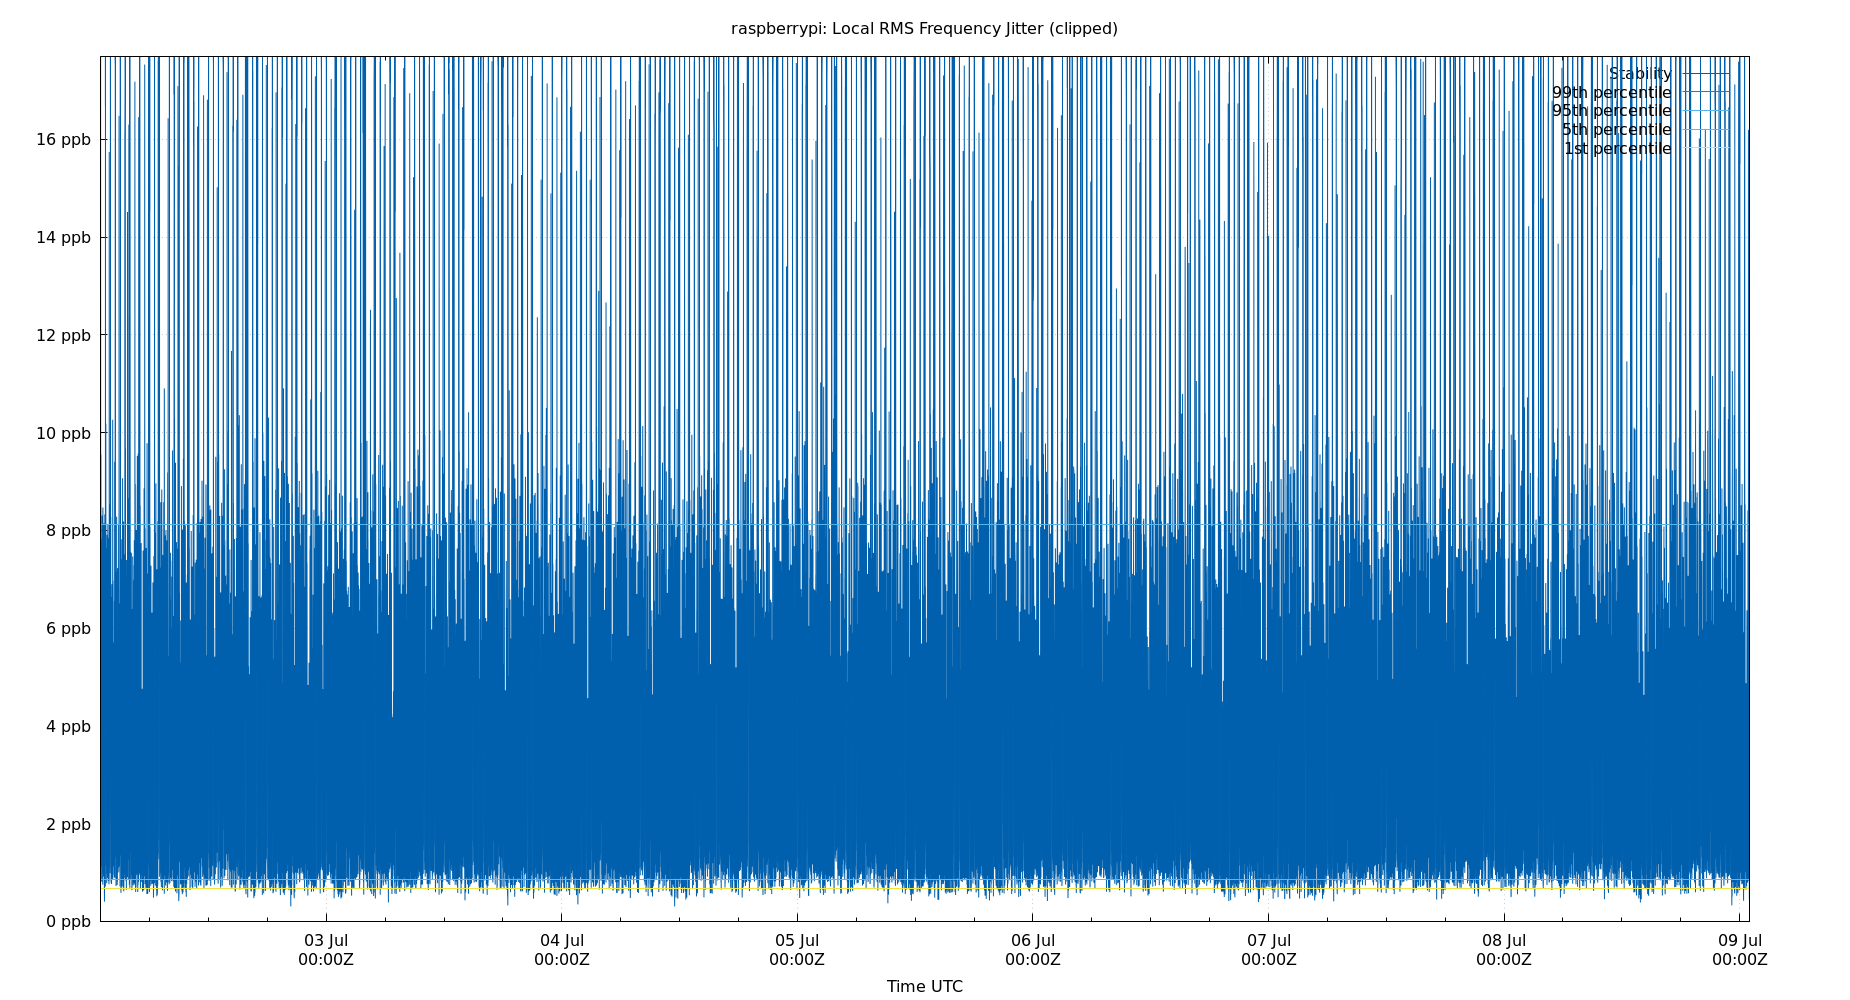 raspberrypi: Local RMS Frequency Jitter (clipped)
Stability
99th percentile
95th percentile
5th percentile
1st percentile
16 ppb
14 ppb
12 ppb
10 ppb
8 ppb
6 ppb
4 ppb
2 ppb
0 ppb
03 Jul 04 Jul 05 Jul 06 Jul 07 Jul 08 Jul 09 Jul
00:00Z 00:00Z 00:00Z 00:00Z 00:00Z 00:00Z 00:00Z
Time UTC